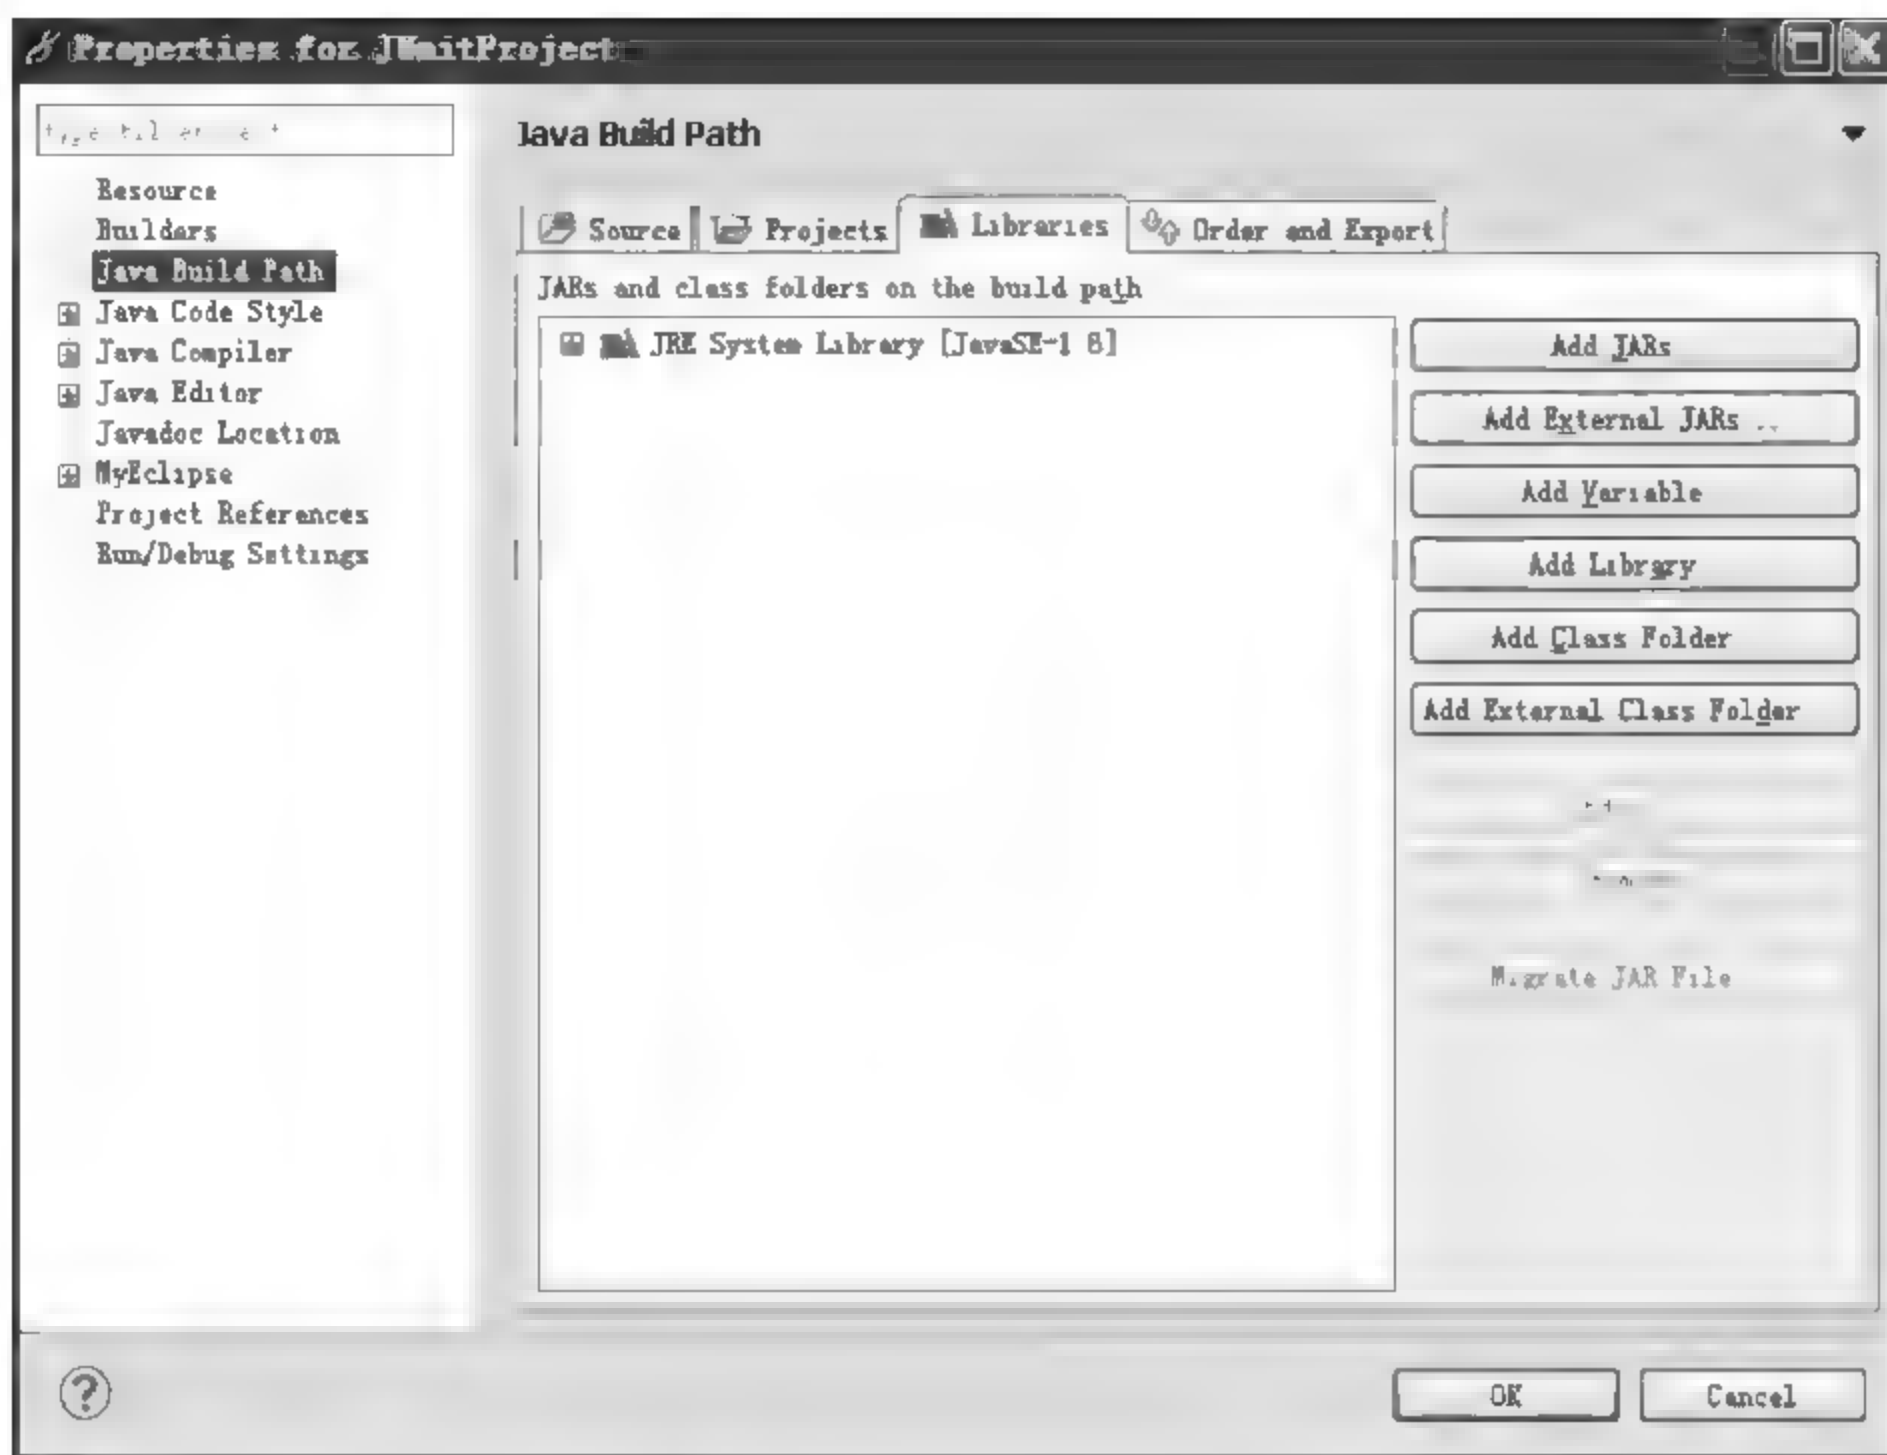 Properties for JUnitProject
Java Build Path
Resource
Builders
Java Build Path
Java Code Style
Java Compiler
Java Editor
Javadoc Location
MyEclipse
Project References
Run/Debug Settings
Source Projects Libraries Order and Export
JARs and class folders on the build path
JRE System Library [JavaSE-1 8]
Add JARs
Add External JARs ..
Add Variable
Add Library
Add Class Folder
Add External Class Folder
Migrate JAR File
OK Cancel